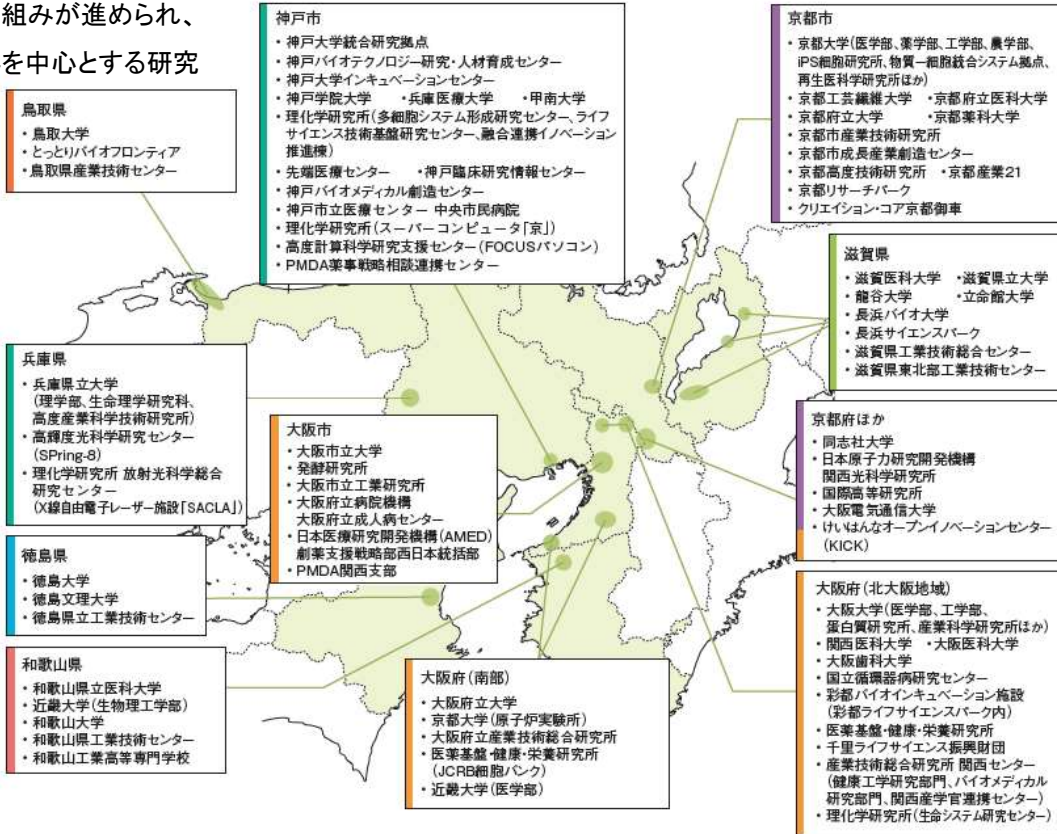 組みが進められ、
を中心とする研究
鳥取県
・鳥取大学
・とっとりバイオフロンティア
・鳥取県産業技術センター
神戸市
・神戸大学統合研究拠点
・神戸バイオテクノロジー研究・人材育成センター
・神戸大学インキュベーションセンター
・神戸学院大学 ・兵庫医療大学 ・甲南大学
・理化学研究所(多細胞システム形成研究センター、ライフ
サイエンス技術基盤研究センター、融合連携イノベーション
推進棟)
・先端医療センター ・神戸臨床研究情報センター
・神戸バイオメディカル創造センター
・神戸市立医療センター 中央市民病院
・理化学研究所(スーパーコンピュータ「京」)
・高度計算科学研究支援センター(FOCUSパソコン)
・PMDA薬事戦略相談連携センター
京都市
・京都大学(医学部、薬学部、工学部、農学部、
iPS細胞研究所、物質-細胞統合システム拠点、
再生医科学研究所ほか)
・京都工芸繊維大学 ・京都府立医科大学
・京都府立大学 ・京都薬科大学
・京都市産業技術研究所
・京都市成長産業創造センター
・京都高度技術研究所 ・京都産業21
・京都リサーチパーク
・クリエイション・コア京都御車
滋賀県
・滋賀医科大学 ・滋賀県立大学
・龍谷大学 ・立命館大学
・長浜バイオ大学
・長浜サイエンスパーク
・滋賀県工業技術総合センター
・滋賀県東北部工業技術センター
兵庫県
・兵庫県立大学
(理学部、生命理学研究科、
高度産業科学技術研究所)
・高輝度光科学研究センター
(SPring-8)
・理化学研究所 放射光科学総合
研究センター
(X線自由電子レーザー施設「SACLA」)
大阪市
・大阪市立大学
・発酵研究所
・大阪市立工業研究所
・大阪府立病院機構
大阪府立成人病センター
・日本医療研究開発機構(AMED)
創薬支援戦略部西日本統括部
・PMDA関西支部
京都府ほか
・同志社大学
・日本原子力研究開発機構
関西光科学研究所
・国際高等研究所
・大阪電気通信大学
・けいはんなオープンイノベーションセンター
(KICK)
徳島県
・徳島大学
・徳島文理大学
・徳島県立工業技術センター
和歌山県
・和歌山県立医科大学
・近畿大学(生物理工学部)
・和歌山大学
・和歌山県工業技術センター
・和歌山工業高等専門学校
大阪府(南部)
・大阪府立大学
・京都大学(原子炉実験所)
・大阪府立産業技術総合研究所
・医薬基盤・健康・栄養研究所
(JCRB細胞バンク)
・近畿大学(医学部)
大阪府(北大阪地域)
・大阪大学(医学部、工学部、
蛋白質研究所、産業科学研究所ほか)
・関西医科大学 ・大阪医科大学
・大阪歯科大学
・国立循環器病研究センター
・彩都バイオインキュベーション施設
(彩都ライフサイエンスパーク内)
・医薬基盤・健康・栄養研究所
・千里ライフサイエンス振興財団
・産業技術総合研究所 関西センター
(健康工学研究部門、バイオメディカル
研究部門、関西産学官連携センター)
・理化学研究所(生命システム研究センター)